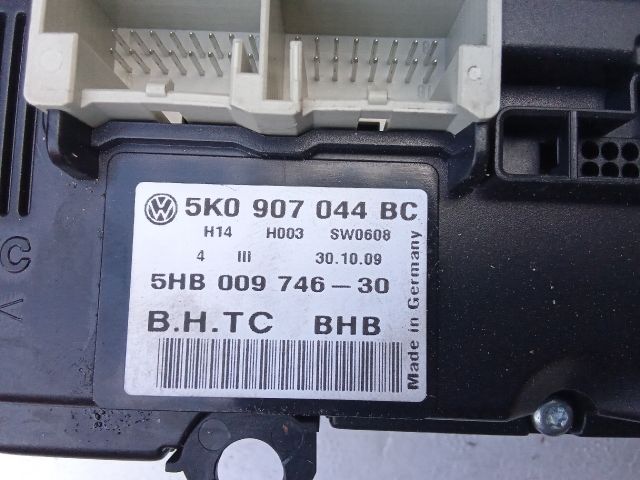 5K0 907 044 BC
H14 H003 SW0608
4 III 30.10.09
5HB 009 746-30
B.H.TC BHB
Made in Germany
C